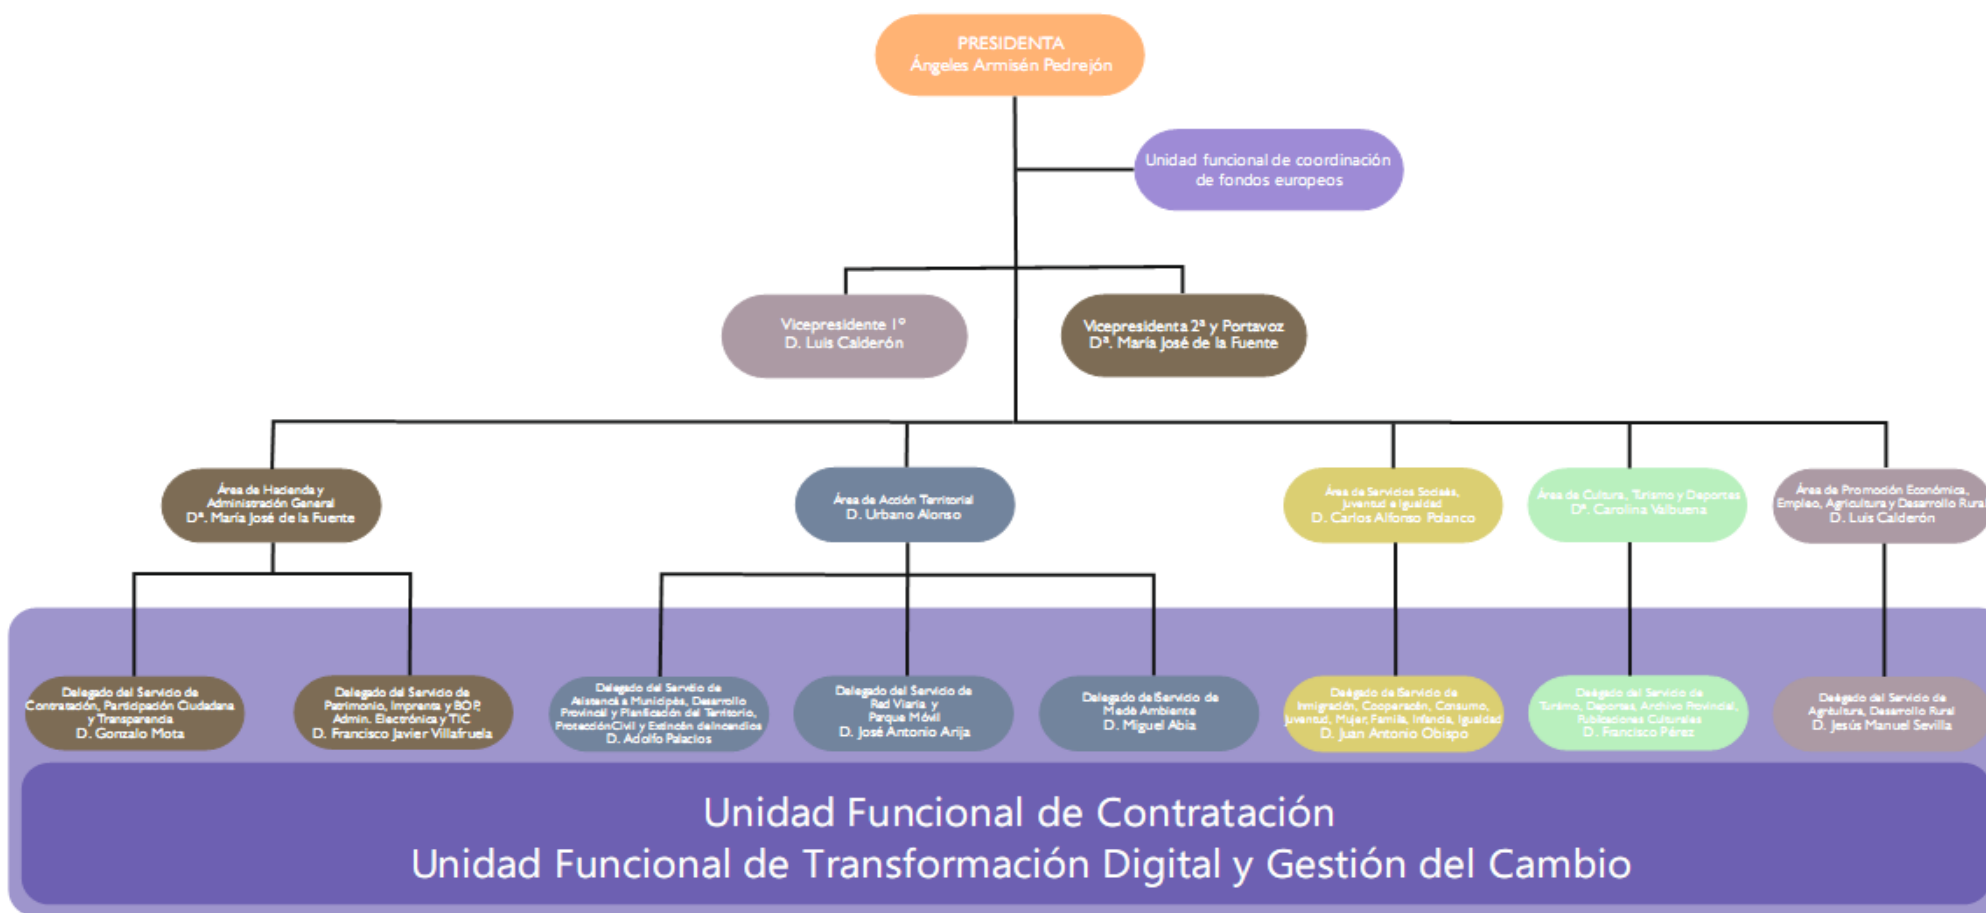 PRESIDENTA
Ángeles Armisén Pedrejón
Unidad funcional de coordinación
de fondos europeos
Vicepresidente 1º
D. Luis Calderón
Vicepresidenta 2ª y Portavoz
Dª. María José de la Fuente
Área de Hacienda y
Administración General
Dª. María José de la Fuente
Área de Acción Territorial
D. Urbano Alonso
Área de Servicios Sociales,
Juventud e Igualdad
D. Carlos Alfonso Polanco
Área de Cultura, Turismo y Deportes
Dª. Carolina Valbuena
Área de Promoción Económica,
Empleo, Agricultura y Desarrollo Rural
D. Luis Calderón
Delegado del Servicio de
Contratación, Participación Ciudadana
y Transparencia
D. Gonzalo Mota
Delegado del Servicio de
Patrimonio, Imprenta y BOP,
Admin. Electrónica y TIC
D. Francisco Javier Villafruela
Delegado del Servicio de
Asistencia a Municipios, Desarrollo
Provincial y Planificación del Territorio,
Protección Civil y Extinción de Incendios
D. Adolfo Palacios
Delegado del Servicio de
Red Viaria y
Parque Móvil
D. José Antonio Arija
Delegado del Servicio de
Medio Ambiente
D. Miguel Abia
Delegado de Servicio de
Inmigración, Cooperación, Consumo,
Juventud, Mujer, Familia, Infancia, Igualdad
D. Juan Antonio Obispo
Delegado del Servicio de
Turismo, Deportes, Archivo Provincial,
Publicaciones Culturales
D. Francisco Pérez
Delegado del Servicio de
Agricultura, Desarrollo Rural
D. Jesús Manuel Sevilla
Unidad Funcional de Contratación
Unidad Funcional de Transformación Digital y Gestión del Cambio